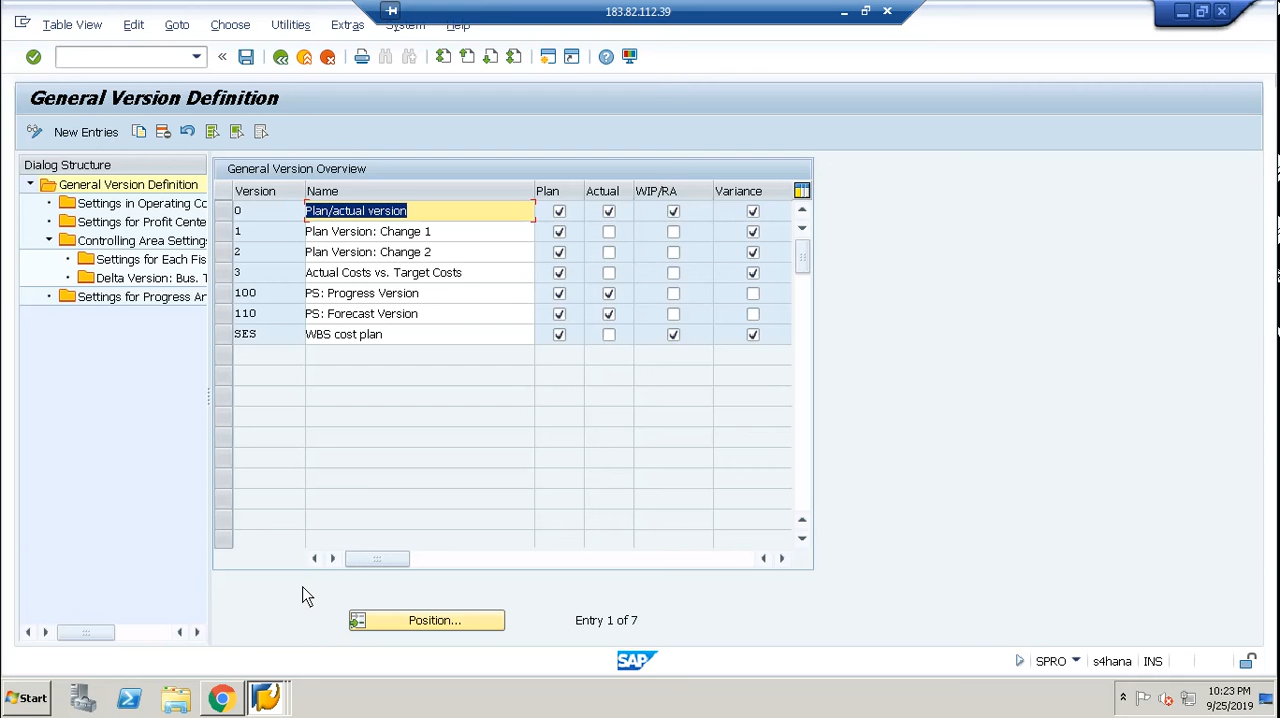 183.82.112.39
Table View Edit Goto Choose Utilities Extras System Help
General Version Definition
New Entries
Dialog Structure
General Version Definition
Settings in Operating Co
Settings for Profit Cente
Controlling Area Setting
Settings for Each Fis
Delta Version: Bus. T
Settings for Progress Ar
General Version Overview
Version Name Plan Actual WIP/RA Variance
0 Plan/actual version
1 Plan Version: Change 1
2 Plan Version: Change 2
3 Actual Costs vs. Target Costs
100 PS: Progress Version
110 PS: Forecast Version
SES WBS cost plan
Position... Entry 1 of 7
SAP
SPRO s4hana INS
Start
10:23 PM
9/25/2019